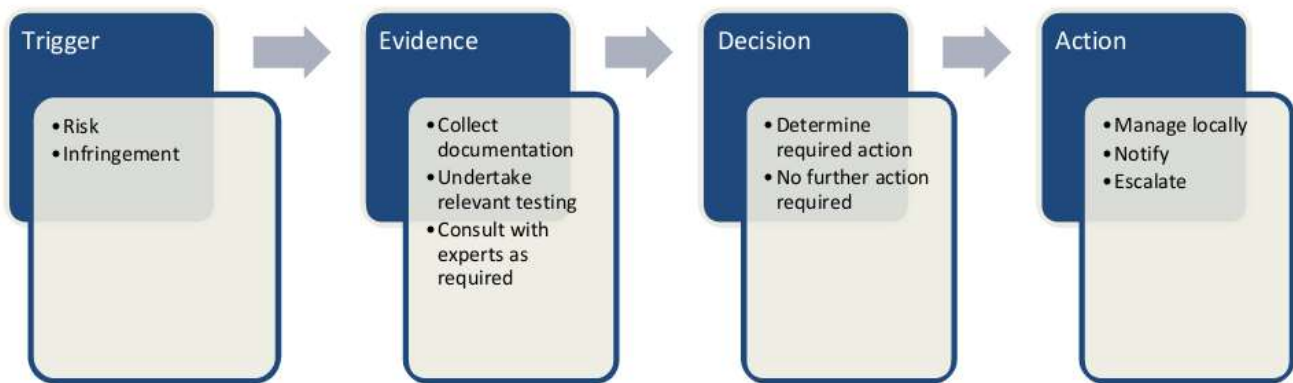 Trigger
• Risk
• Infringement
Evidence
• Collect
documentation
• Undertake
relevant testing
• Consult with
experts as
required
Decision
• Determine
required action
• No further action
required
Action
• Manage locally
• Notify
• Escalate